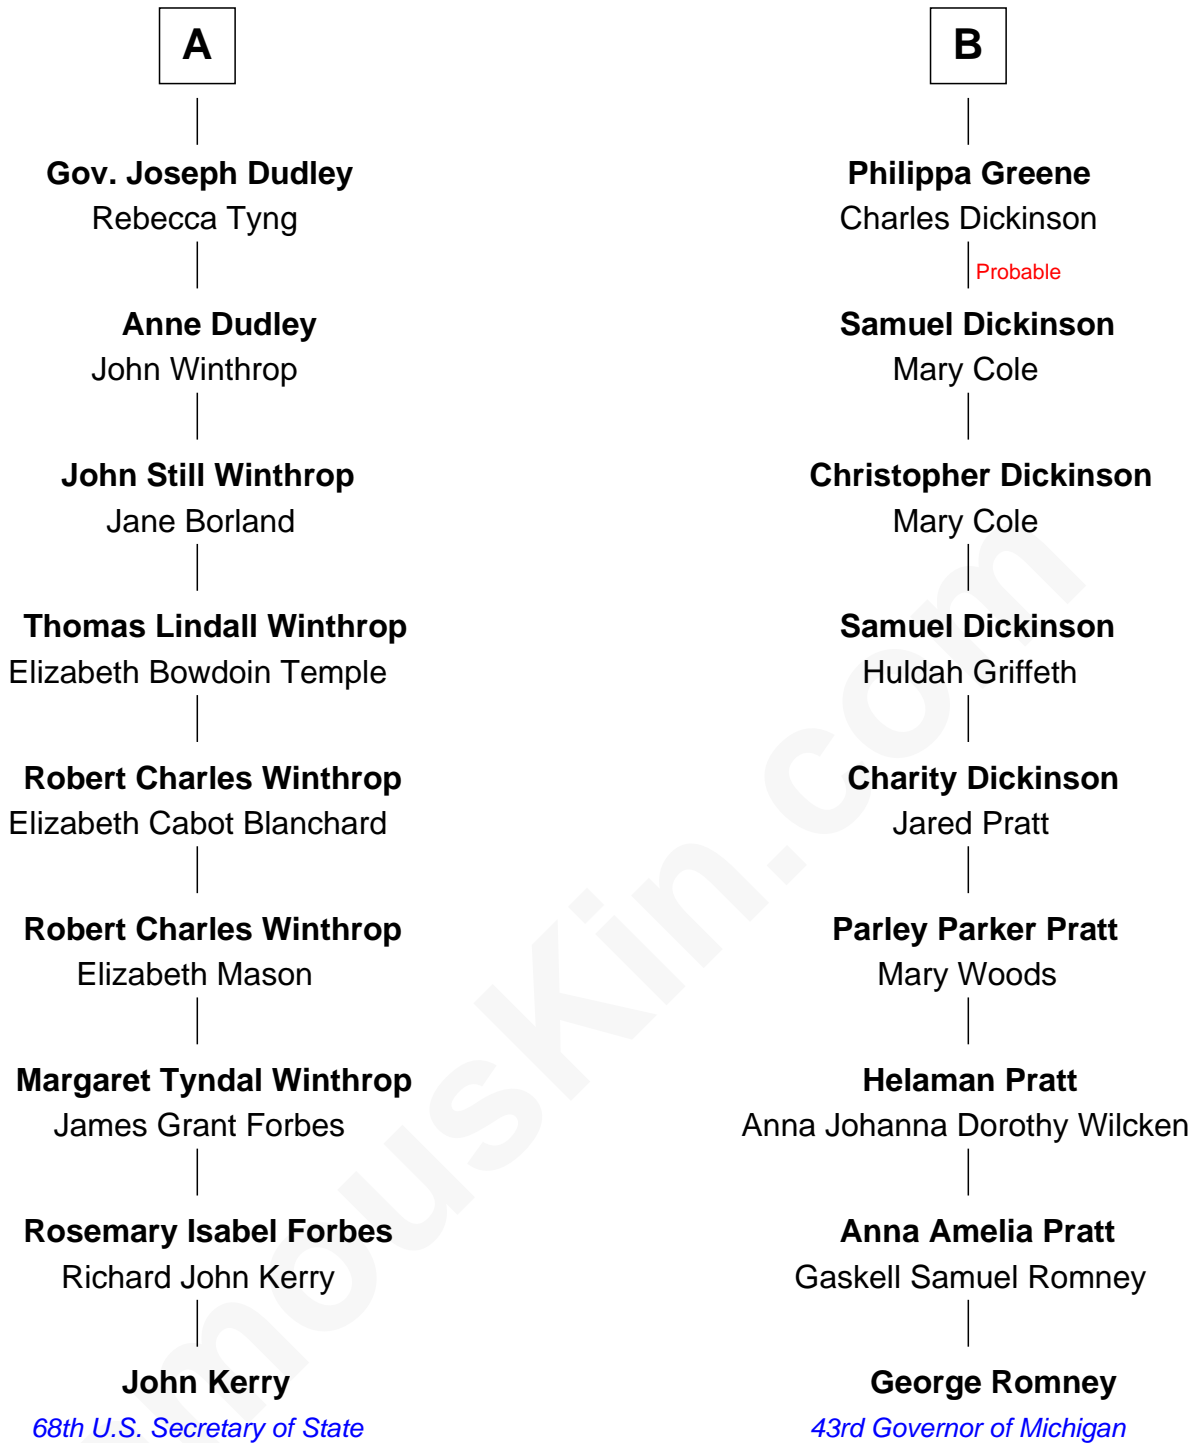 A
Gov. Joseph Dudley
Rebecca Tyng
Anne Dudley
John Winthrop
John Still Winthrop
Jane Borland
Thomas Lindall Winthrop
Elizabeth Bowdoin Temple
Robert Charles Winthrop
Elizabeth Cabot Blanchard
Robert Charles Winthrop
Elizabeth Mason
Margaret Tyndal Winthrop
James Grant Forbes
Rosemary Isabel Forbes
Richard John Kerry
John Kerry
68th U.S. Secretary of State
B
Philippa Greene
Charles Dickinson
Probable
Samuel Dickinson
Mary Cole
Christopher Dickinson
Mary Cole
Samuel Dickinson
Huldah Griffeth
Charity Dickinson
Jared Pratt
Parley Parker Pratt
Mary Woods
Helaman Pratt
Anna Johanna Dorothy Wilcken
Anna Amelia Pratt
Gaskell Samuel Romney
George Romney
43rd Governor of Michigan
mousKin.com